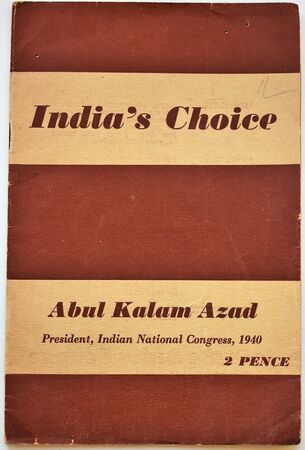 India's Choice
Abul Kalam Azad
President, Indian National Congress, 1940
2 PENCE